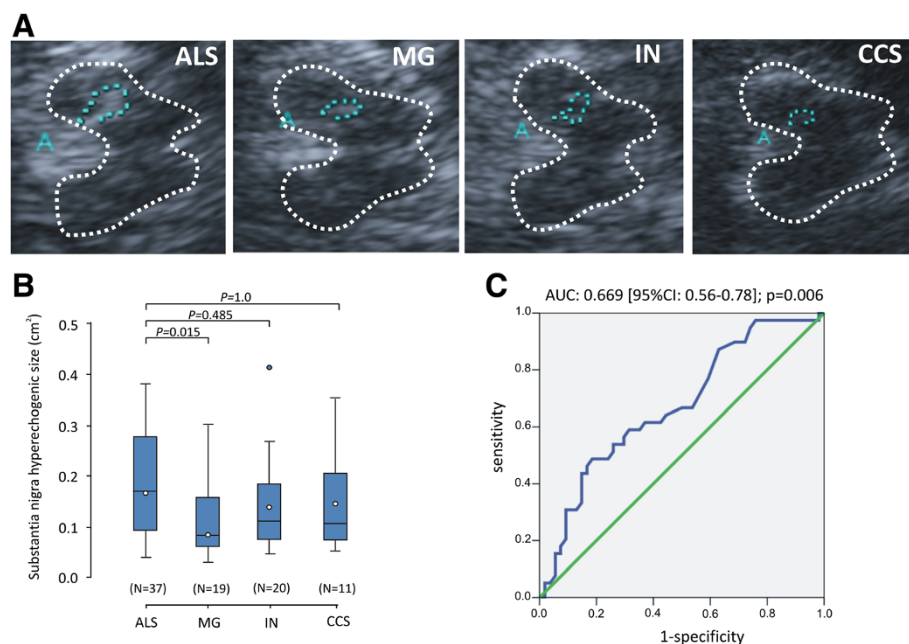 A
ALS
MG
IN
CCS
A
A
A
A
B
P=1.0
P=0.485
P=0.015
Substantia nigra hyperechogenic size (cm²)
0.5
0.4
0.3
0.2
0.1
0.0
(N=37) (N=19) (N=20) (N=11)
ALS MG IN CCS
C
AUC: 0.669 [95%CI: 0.56-0.78]; p=0.006
sensitivity
1.0
0.8
0.6
0.4
0.2
0.0
0.0 0.2 0.4 0.6 0.8 1.0
1-specificity